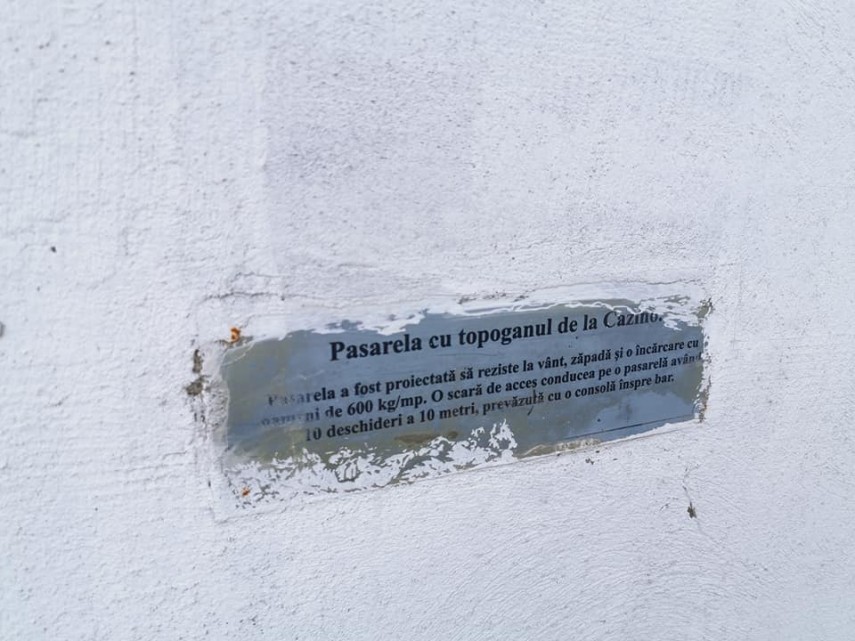 Pasarela cu topoganul de la Cazino.
Pasarela a fost proiectată să reziste la vânt, zăpadă și o încărcare cu
oameni de 600 kg/mp. O scară de acces conducea pe o pasarelă având
10 deschideri a 10 metri, prevăzută cu o consolă înspre bar.